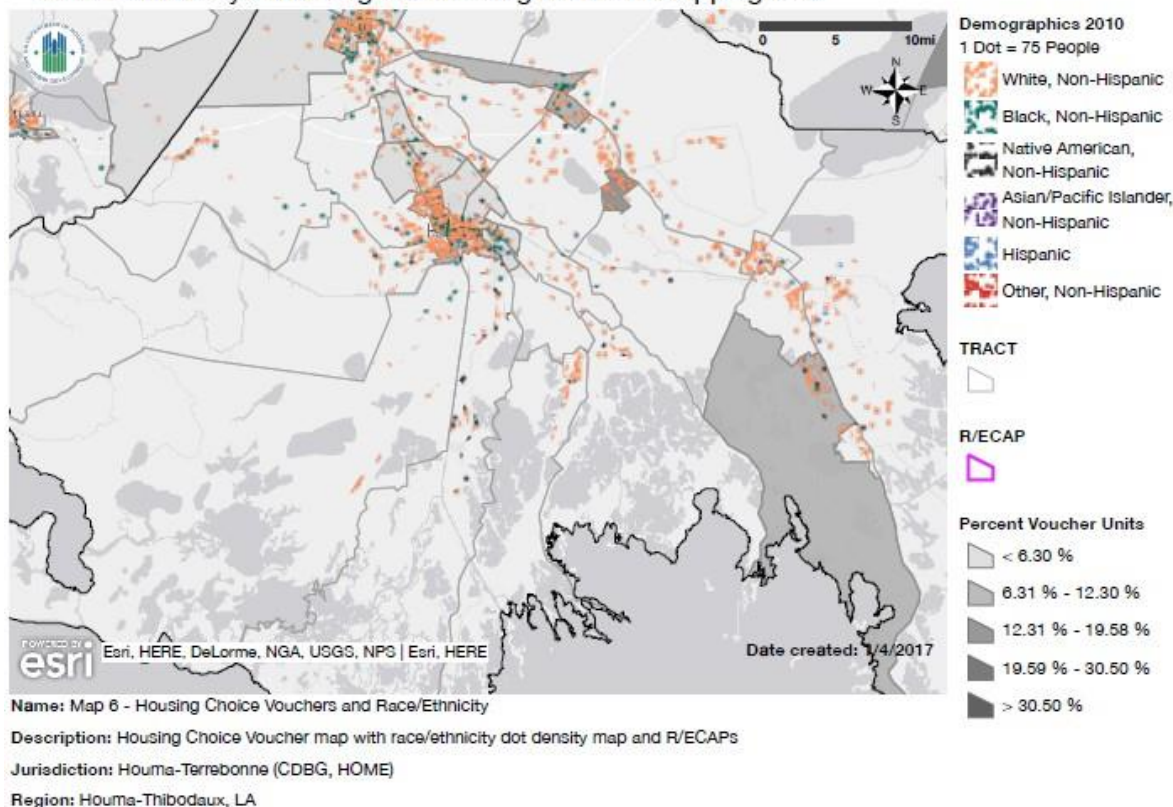 0 5 10mi
N
W E
S
Demographics 2010
1 Dot = 75 People
White, Non-Hispanic
Black, Non-Hispanic
Native American,
Non-Hispanic
Asian/Pacific Islander,
Non-Hispanic
Hispanic
Other, Non-Hispanic
TRACT
R/ECAP
Percent Voucher Units
< 6.30 %
6.31 % - 12.30 %
12.31 % - 19.58 %
19.59 % - 30.50 %
> 30.50 %
POWERED BY
esri
Esri, HERE, DeLorme, NGA, USGS, NPS | Esri, HERE
Date created: /4/2017
Name: Map 6 - Housing Choice Vouchers and Race/Ethnicity
Description: Housing Choice Voucher map with race/ethnicity dot density map and R/ECAPs
Jurisdiction: Houma-Terrebonne (CDBG, HOME)
Region: Houma-Thibodaux, LA